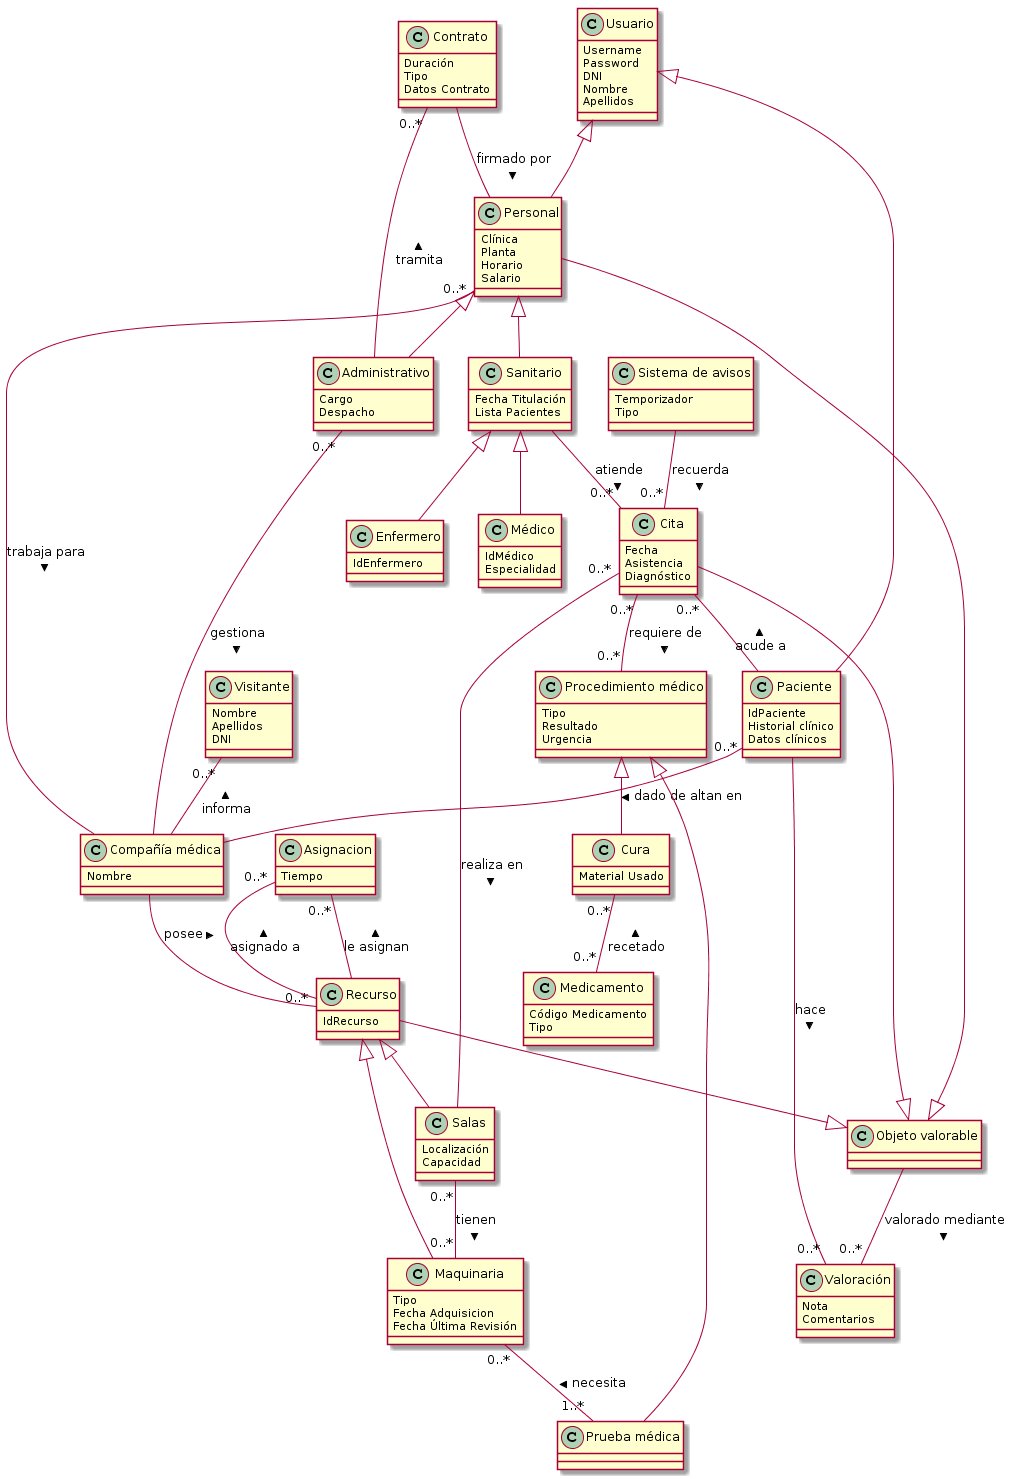 C Contrato
Duración
Tipo
Datos Contrato
C Usuario
Username
Password
DNI
Nombre
Apellidos
0..*
firmado por
▼
C Personal
Clínica
Planta
Horario
Salario
▲
tramita
0..*
C Administrativo
Cargo
Despacho
C Sanitario
Fecha Titulación
Lista Pacientes
C Sistema de avisos
Temporizador
Tipo
0..*
atiende
▼
0..*
recuerda
▼
0..*
C Enfermero
IdEnfermero
C Médico
IdMédico
Especialidad
C Cita
Fecha
Asistencia
Diagnóstico
trabaja para
▼
0..*
0..*
0..*
gestiona
▼
requiere de
▼
▲
acude a
0..*
C Visitante
Nombre
Apellidos
DNI
C Procedimiento médico
Tipo
Resultado
Urgencia
C Paciente
IdPaciente
Historial clínico
Datos clínicos
0..*
0..*
▲
informa
◄ dado de altan en
C Compañía médica
Nombre
C Asignacion
Tiempo
C Cura
Material Usado
realiza en
▼
0..*
0..*
0..*
posee ►
▲
asignado a
▲
le asignan
▲
recetado
0..*
0..*
C Recurso
IdRecurso
C Medicamento
Código Medicamento
Tipo
hace
▼
C Salas
Localización
Capacidad
C Objeto valorable
0..*
tienen
▼
0..*
valorado mediante
▼
0..*
0..*
C Maquinaria
Tipo
Fecha Adquisicion
Fecha Última Revisión
C Valoración
Nota
Comentarios
0..*
◄ necesita
1..*
C Prueba médica